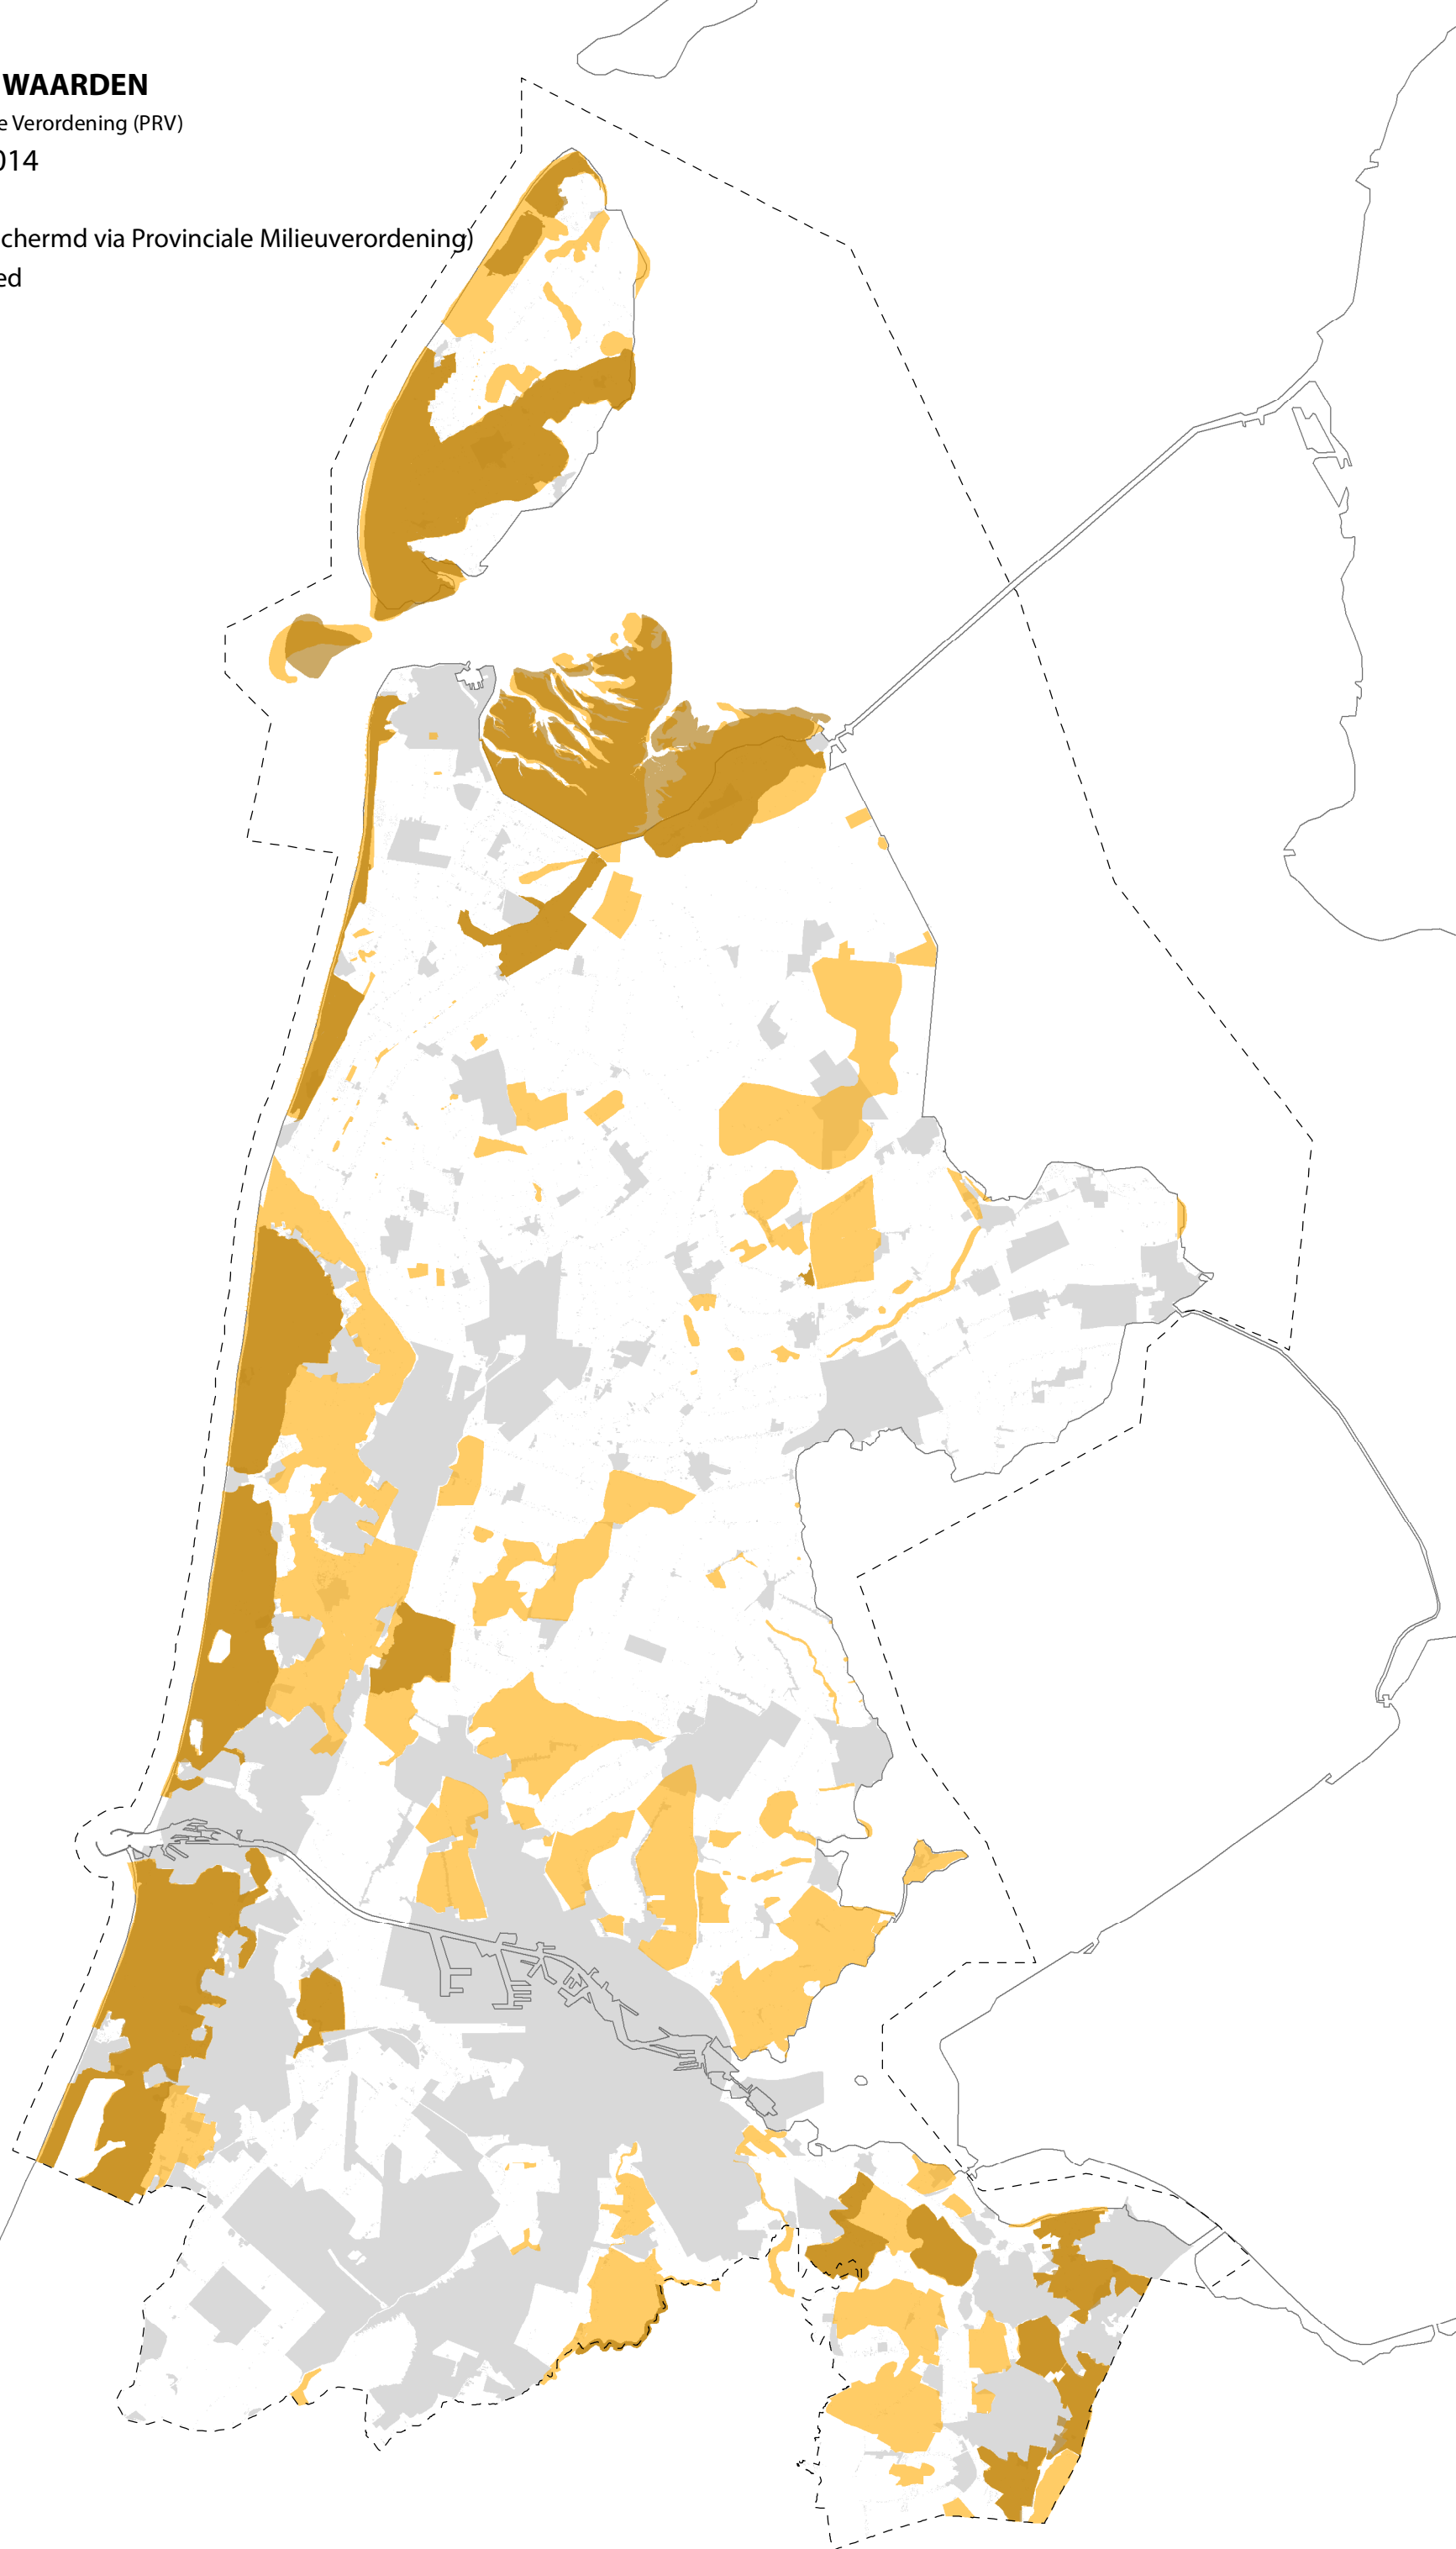 WAARDEN
e Verordening (PRV)
014
chermd via Provinciale Milieuverordening)
ed